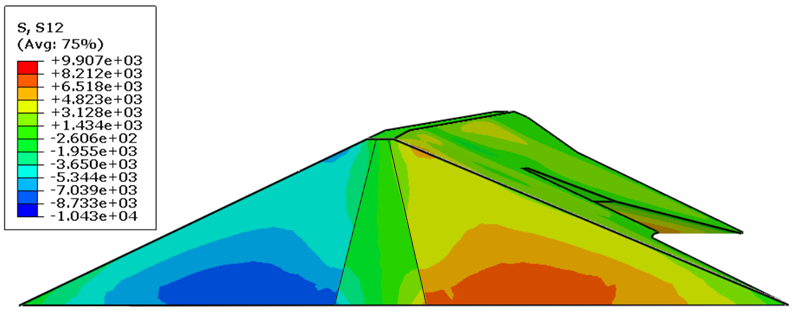 S, S12
(Avg: 75%)
+9.907e+03
+8.212e+03
+6.518e+03
+4.823e+03
+3.128e+03
+1.434e+03
-2.606e+02
-1.955e+03
-3.650e+03
-5.344e+03
-7.039e+03
-8.733e+03
-1.043e+04